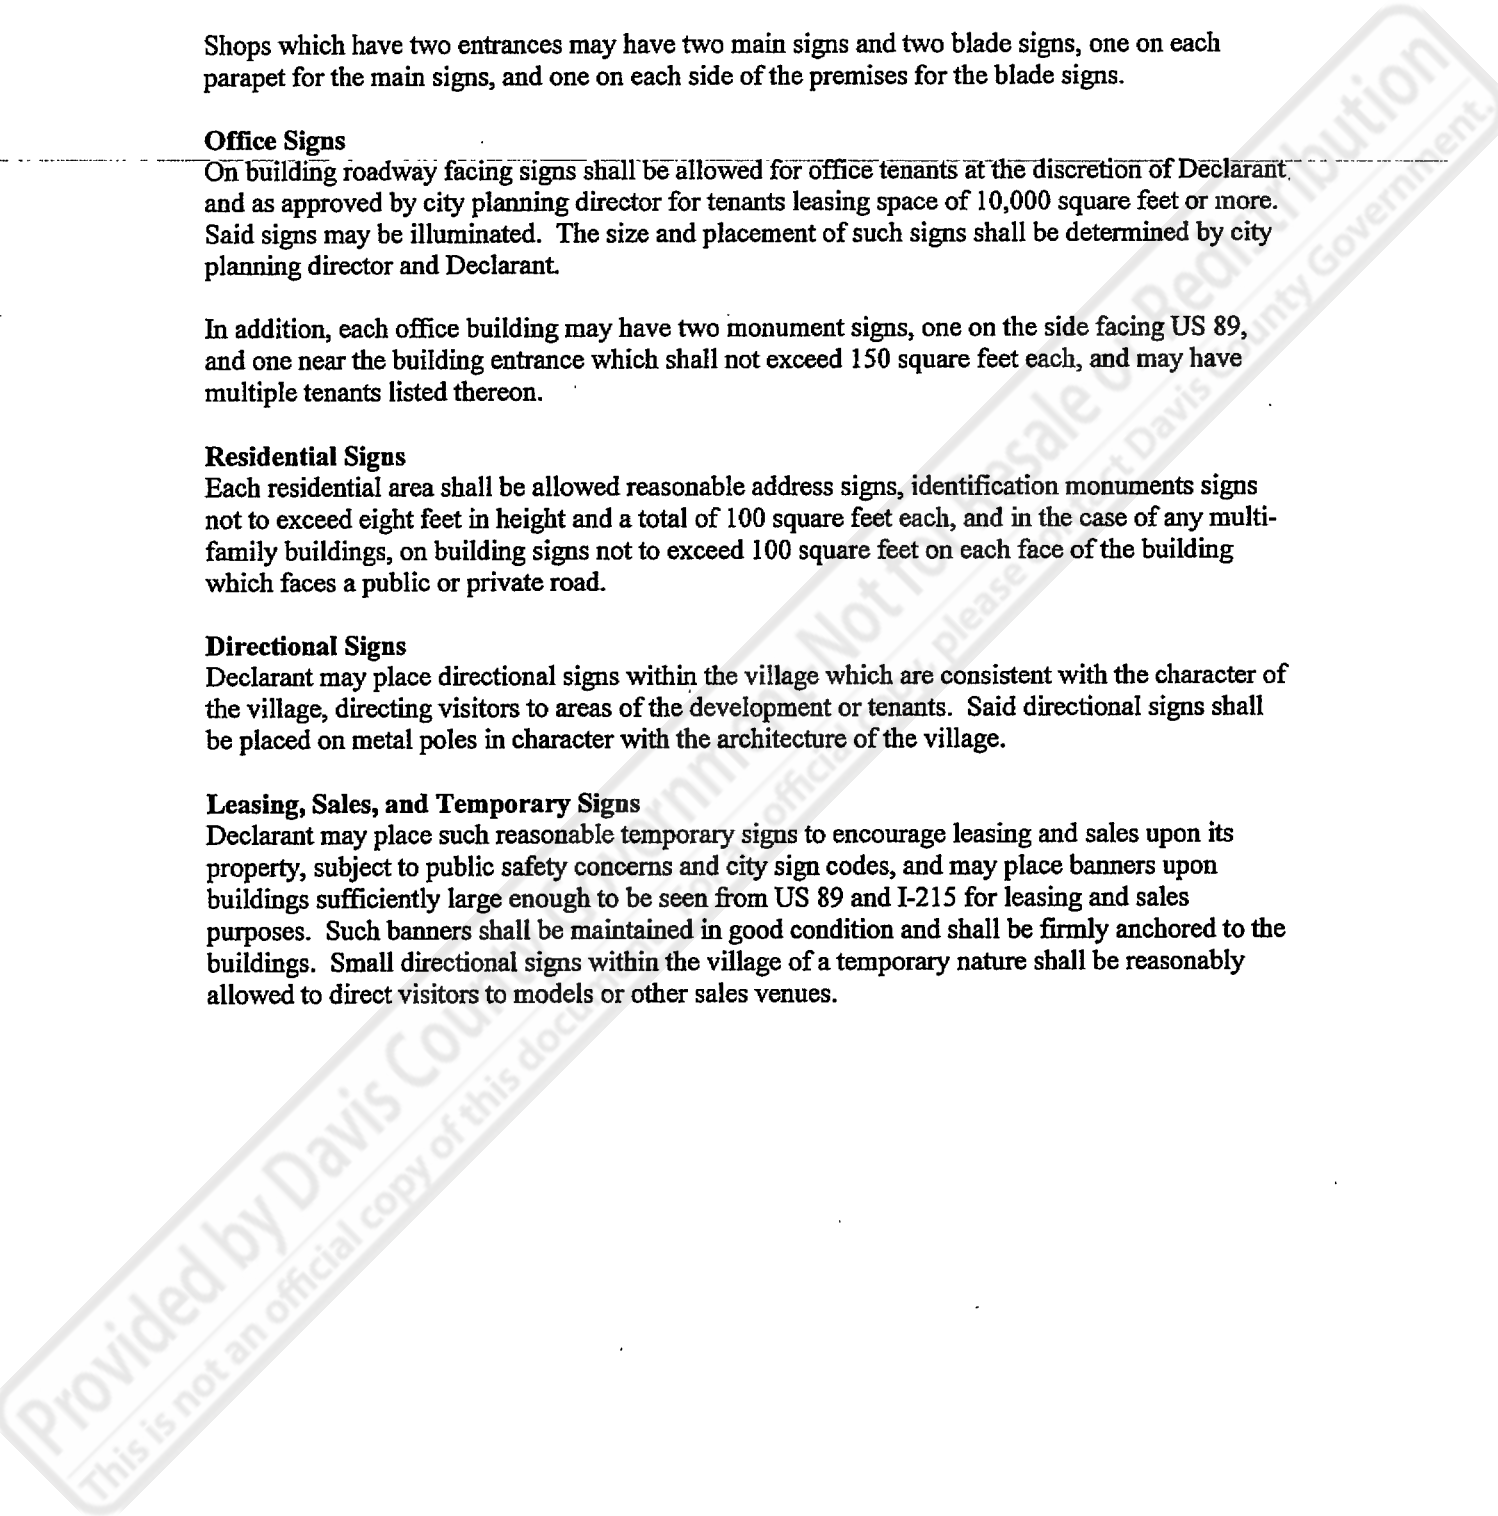 Shops which have two entrances may have two main signs and two blade signs, one on each
parapet for the main signs, and one on each side of the premises for the blade signs.
Office Signs
On building roadway facing signs shall be allowed for office tenants at the discretion of Declarant
and as approved by city planning director for tenants leasing space of 10,000 square feet or more.
Said signs may be illuminated. The size and placement of such signs shall be determined by city
planning director and Declarant.
In addition, each office building may have two monument signs, one on the side facing US 89,
and one near the building entrance which shall not exceed 150 square feet each, and may have
multiple tenants listed thereon.
Residential Signs
Each residential area shall be allowed reasonable address signs, identification monuments signs
not to exceed eight feet in height and a total of 100 square feet each, and in the case of any multi-
family buildings, on building signs not to exceed 100 square feet on each face of the building
which faces a public or private road.
Directional Signs
Declarant may place directional signs within the village which are consistent with the character of
the village, directing visitors to areas of the development or tenants. Said directional signs shall
be placed on metal poles in character with the architecture of the village.
Leasing, Sales, and Temporary Signs
Declarant may place such reasonable temporary signs to encourage leasing and sales upon its
property, subject to public safety concerns and city sign codes, and may place banners upon
buildings sufficiently large enough to be seen from US 89 and I-215 for leasing and sales
purposes. Such banners shall be maintained in good condition and shall be firmly anchored to the
buildings. Small directional signs within the village of a temporary nature shall be reasonably
allowed to direct visitors to models or other sales venues.
Provided by Davis County Government-Not for Resale or Redistribution
This is not an official copy of this document. For an official copy, please contact Davis County Government.